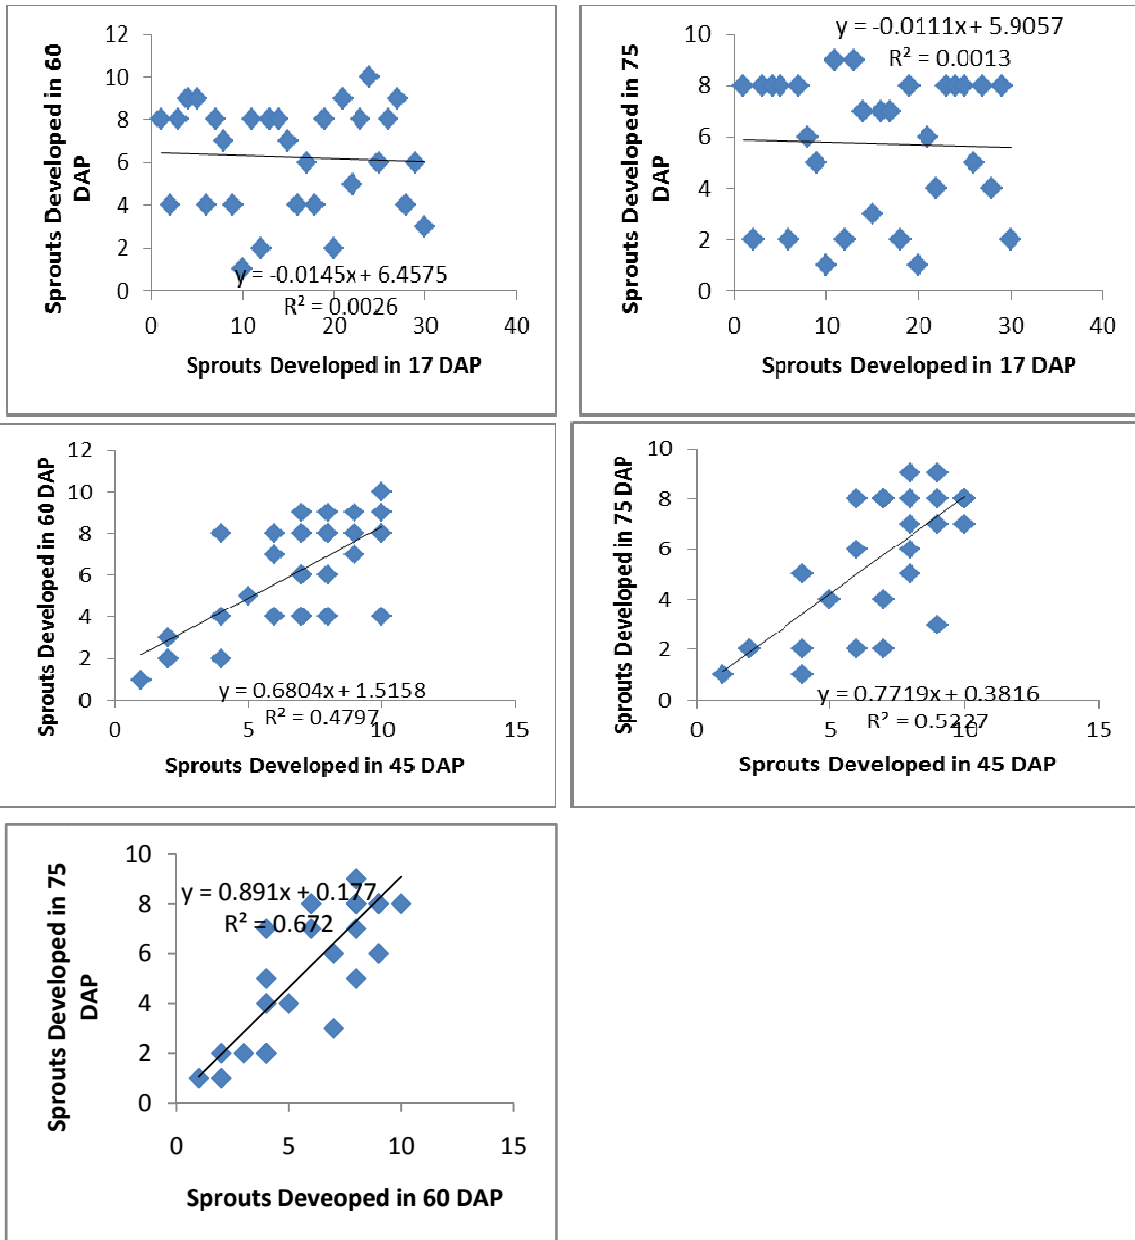 Sprouts Developed in 60
DAP
12
10
8
6
4
2
0
y = -0.0145x + 6.4575
R² = 0.0026
0 10 20 30 40
Sprouts Developed in 17 DAP
Sprouts Developed in 75
DAP
10
8
6
4
2
0
y = -0.0111x + 5.9057
R² = 0.0013
0 10 20 30 40
Sprouts Developed in 17 DAP
Sprouts Developed in 60 DAP
12
10
8
6
4
2
0
y = 0.6804x + 1.5158
R² = 0.4797
0 5 10 15
Sprouts Developed in 45 DAP
Sprouts Developed in 75 DAP
10
8
6
4
2
0
y = 0.7719x + 0.3816
R² = 0.5227
0 5 10 15
Sprouts Developed in 45 DAP
Sprouts Developed in 75
DAP
10
8
6
4
2
0
y = 0.891x + 0.177
R² = 0.672
0 5 10 15
Sprouts Deveoped in 60 DAP